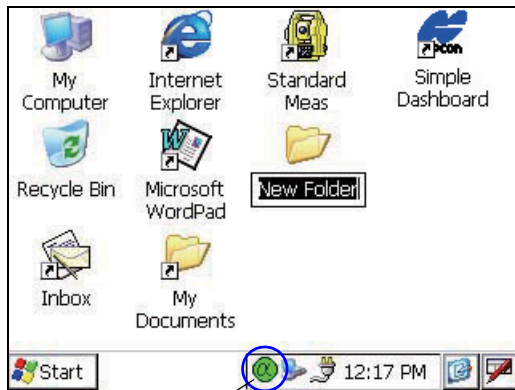 My
Computer
Internet
Explorer
Standard
Meas
Simple
Dashboard
Recycle Bin
Microsoft
WordPad
New Folder
Inbox
My
Documents
Start
@
12:17 PM